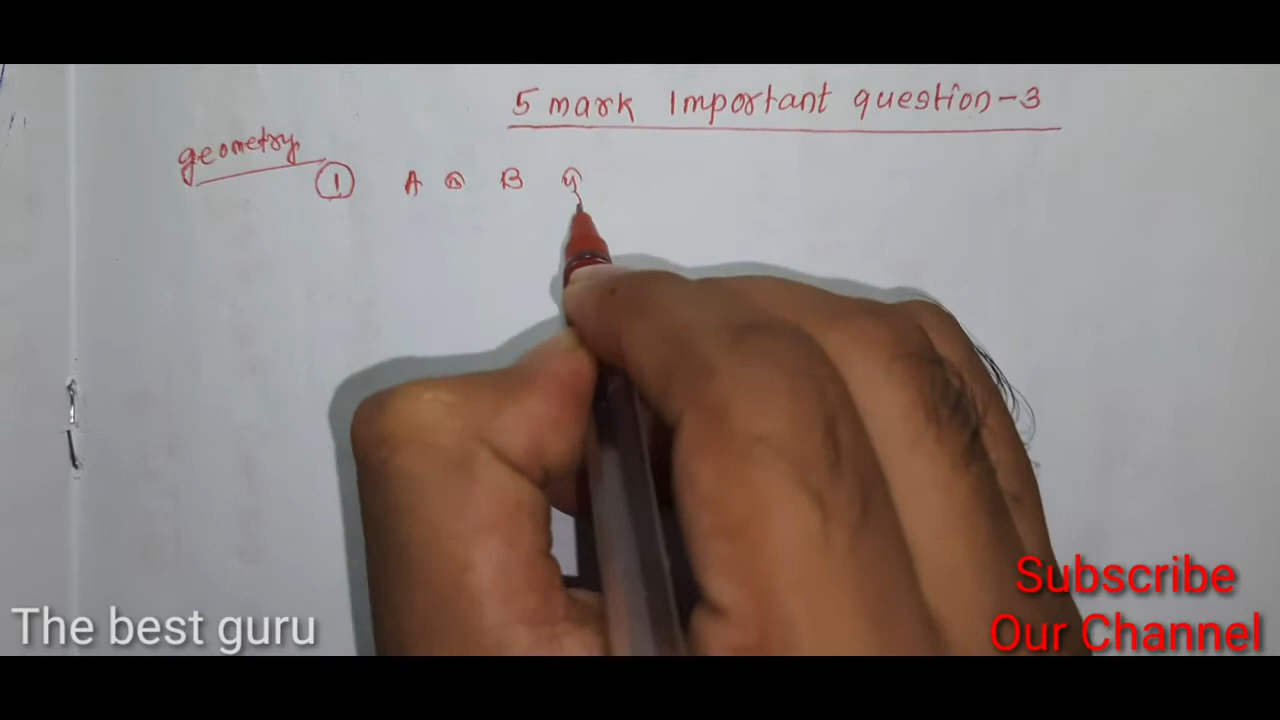 5 mark Important question-3
geometry
① A B
The best guru
Subscribe
Our Channel